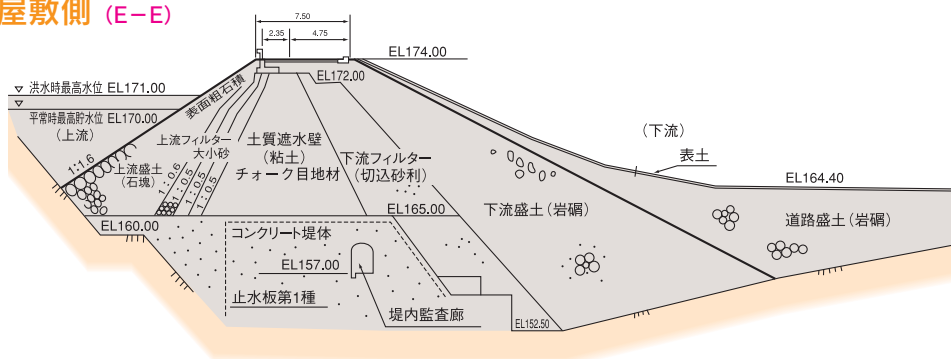 屋敷側 (E−E)
7.50
2.35 4.75
EL174.00
EL172.00
洪水時最高水位 EL171.00
平常時最高貯水位 EL170.00
(上流)
表面粗石積
1:1.6
上流盛土
(石塊)
上流フィルター
大小砂
1:0.6
1:0.5
1:0.5
1:0.5
土質遮水壁
(粘土)
チョーク目地材
下流フィルター
(切込砂利)
(下流)
表土
EL164.40
下流盛土(岩碉)
道路盛土(岩碉)
EL165.00
EL160.00
コンクリート堤体
EL157.00
止水板第1種
堤内監査廊
EL152.50